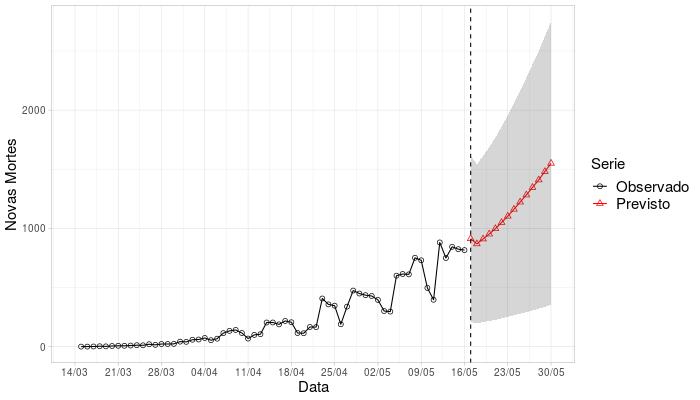 Novas Mortes
2000
1000
0
14/03 21/03 28/03 04/04 11/04 18/04 25/04 02/05 09/05 16/05 23/05 30/05
Data
Serie
Observado
Previsto